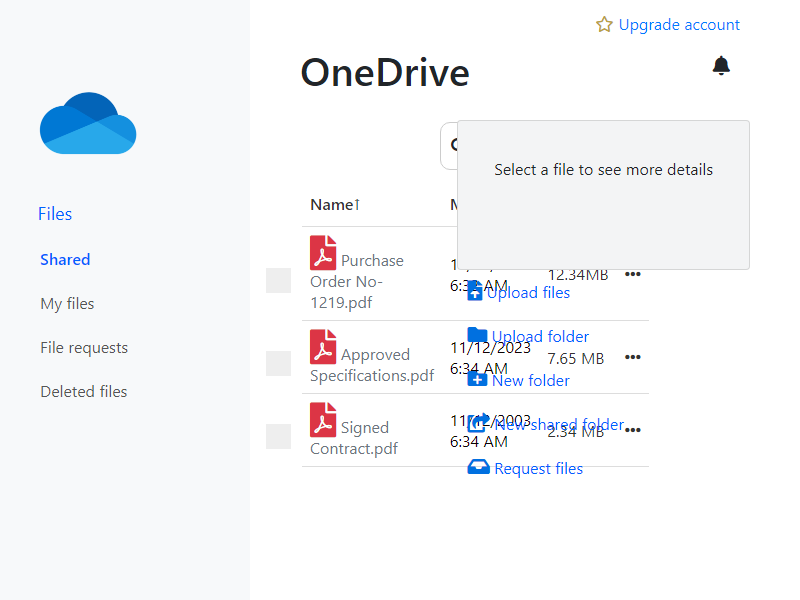 Upgrade account
OneDrive
Select a file to see more details
Files
Shared
My files
File requests
Deleted files
Name↑
Purchase
Order No-
1219.pdf
6:34 AM
12.34MB
Upload files
Upload folder
Approved
Specifications.pdf
11/12/2023
6:34 AM
7.65 MB
New folder
New shared folder
Signed
Contract.pdf
11/12/2003
6:34 AM
2.34 MB
Request files